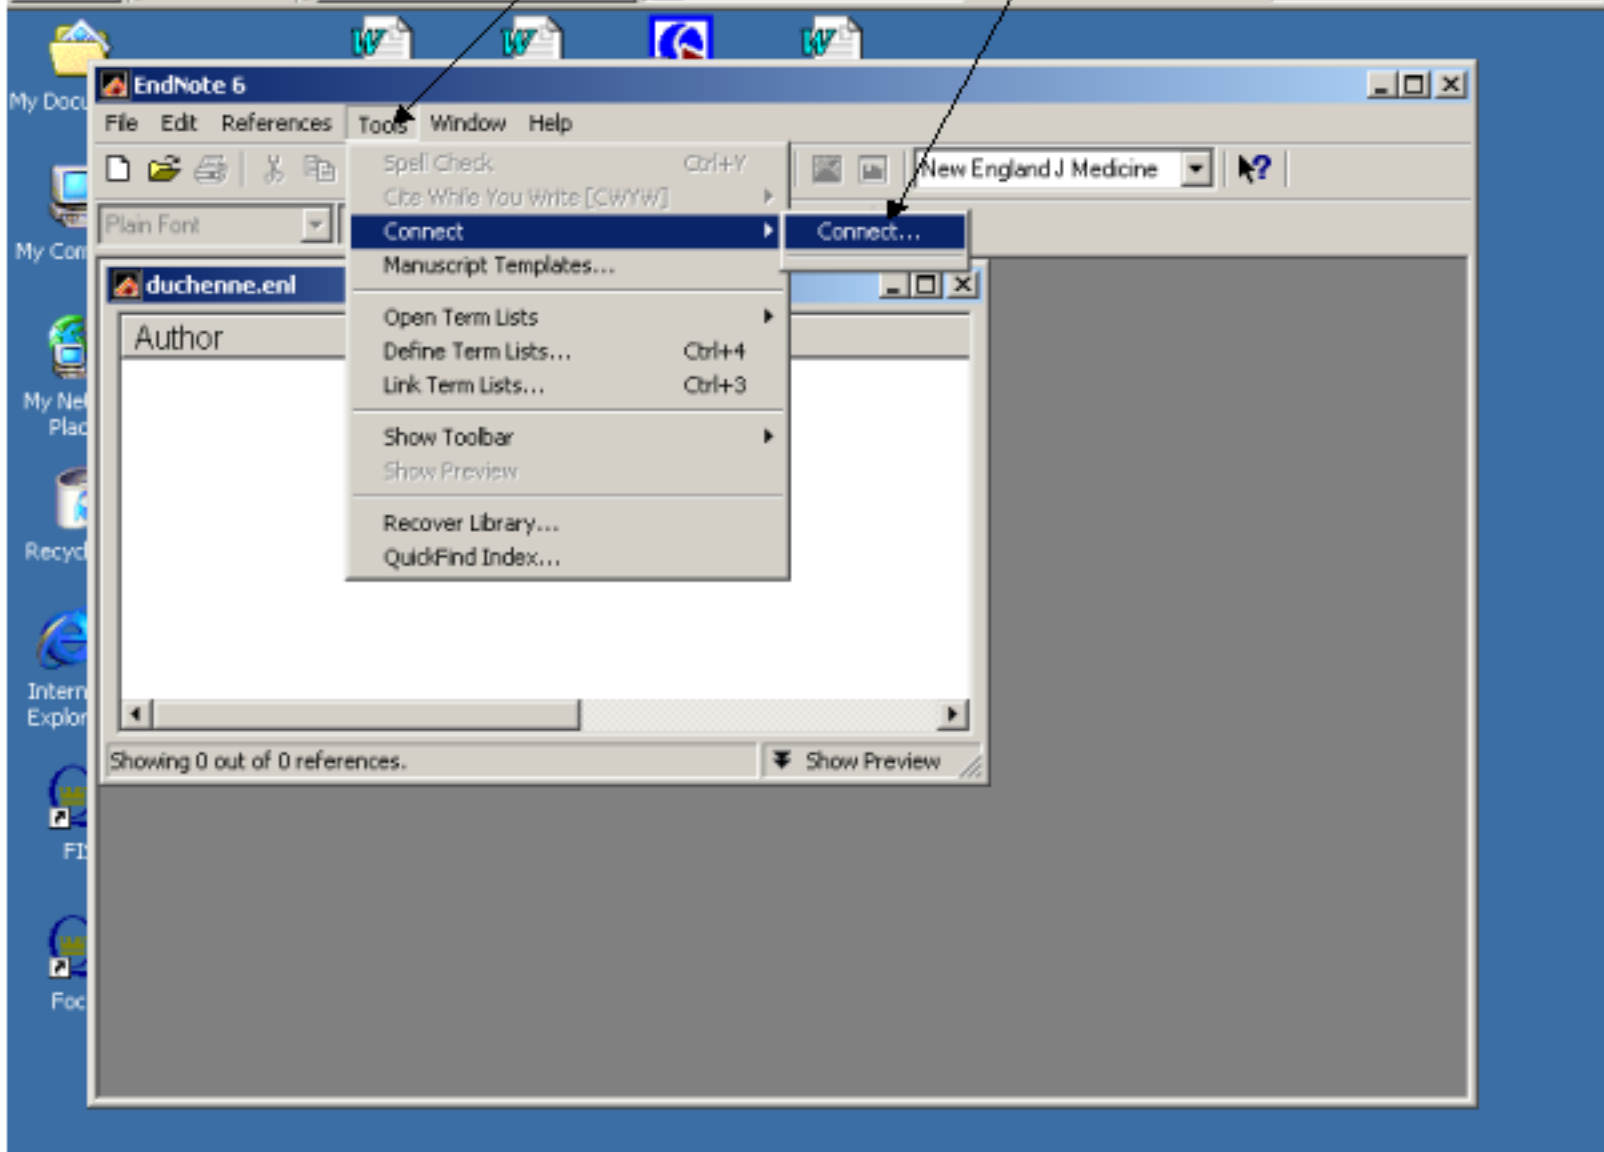 EndNote 6
File Edit References Tools Window Help
New England J Medicine
Plain Font
Spell Check Ctrl+Y
Cite While You Write [CWYW]
Connect
Connect...
Manuscript Templates...
Open Term Lists
Define Term Lists... Ctrl+4
Link Term Lists... Ctrl+3
Show Toolbar
Show Preview
Recover Library...
QuickFind Index...
duchenne.enl
Author
Showing 0 out of 0 references.
Show Preview
My Docu
My Com
My Net
Plac
Recycl
Intern
Explor
FI
Foc